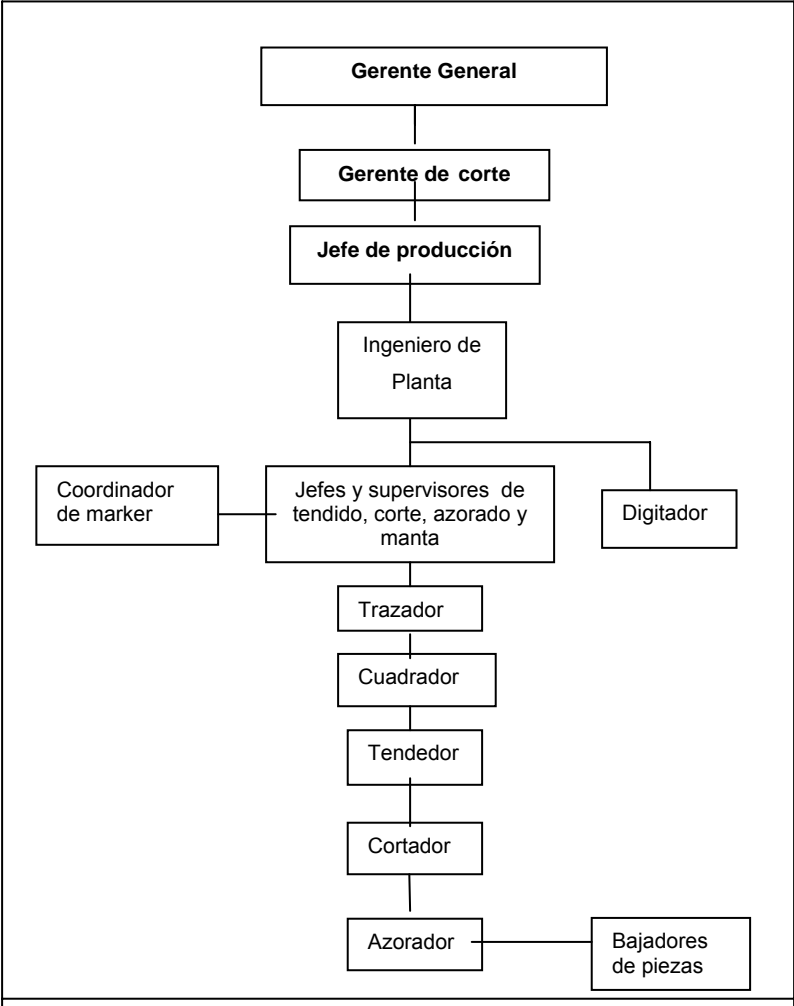 Gerente General
Gerente de corte
Jefe de producción
Ingeniero de
Planta
Coordinador
de marker
Jefes y supervisores de
tendido, corte, azorado y
manta
Digitador
Trazador
Cuadrador
Tendedor
Cortador
Azorador
Bajadores
de piezas